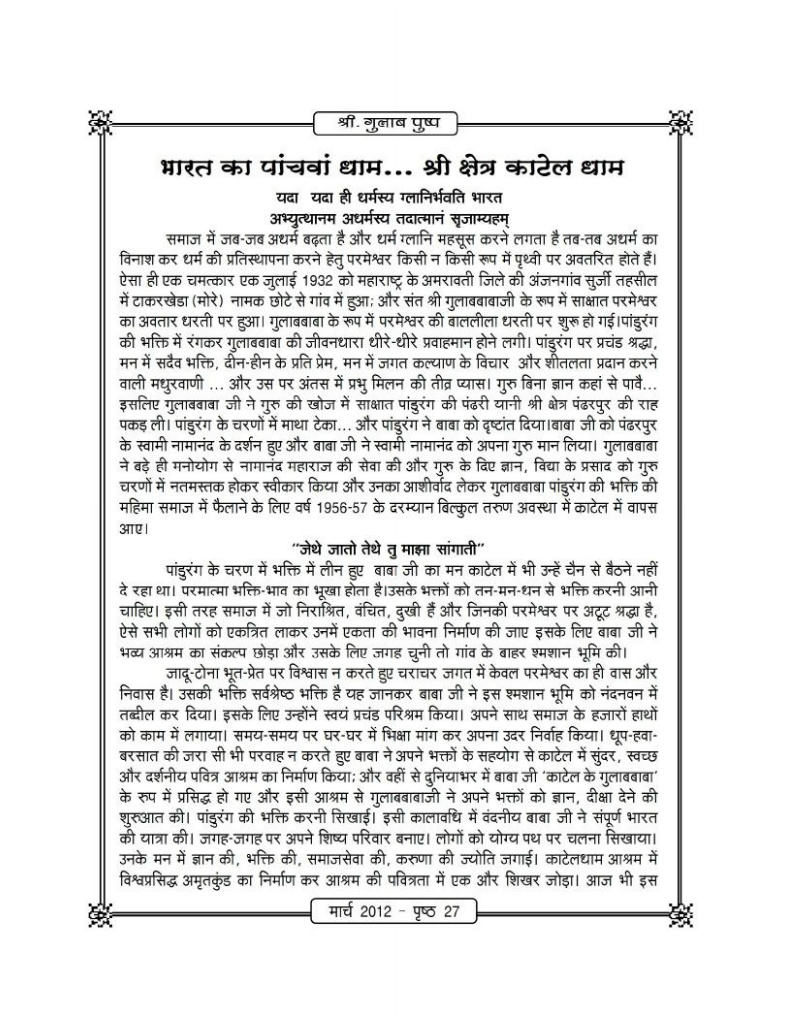 श्री. गुलाब पुष्प
भारत का पांचवां धाम... श्री क्षेत्र काटेल धाम
यदा यदा ही धर्मस्य ग्लानिर्भवति भारत
अभ्युत्थानम अधर्मस्य तदात्मानं सृजाम्यहम्
समाज में जब-जब अधर्म बढ़ता है और धर्म ग्लानि महसूस करने लगता है तब-तब अधर्म का
विनाश कर धर्म की प्रतिस्थापना करने हेतु परमेश्वर किसी न किसी रूप में पृथ्वी पर अवतरित होते हैं।
ऐसा ही एक चमत्कार एक जुलाई 1932 को महाराष्ट्र के अमरावती जिले की अंजनगांव सुर्जी तहसील
में टाकरखेडा (मोरे) नामक छोटे से गांव में हुआ; और संत श्री गुलाबबाबाजी के रूप में साक्षात परमेश्वर
का अवतार धरती पर हुआ। गुलाबबाबा के रूप में परमेश्वर की बाललीला धरती पर शुरू हो गई।पांडुरंग
की भक्ति में रंगकर गुलाबबाबा की जीवनधारा धीरे-धीरे प्रवाहमान होने लगी। पांडुरंग पर प्रचंड श्रद्धा,
मन में सदैव भक्ति, दीन-हीन के प्रति प्रेम, मन में जगत कल्याण के विचार और शीतलता प्रदान करने
वाली मधुरवाणी ... और उस पर अंतस में प्रभु मिलन की तीव्र प्यास। गुरु बिना ज्ञान कहां से पावै...
इसलिए गुलाबबाबा जी ने गुरु की खोज में साक्षात पांडुरंग की पंढरी यानी श्री क्षेत्र पंढरपुर की राह
पकड़ ली। पांडुरंग के चरणों में माथा टेका... और पांडुरंग ने बाबा को दृष्टांत दिया।बाबा जी को पंढरपुर
के स्वामी नामानंद के दर्शन हुए और बाबा जी ने स्वामी नामानंद को अपना गुरु मान लिया। गुलाबबाबा
ने बड़े ही मनोयोग से नामानंद महाराज की सेवा की और गुरु के दिए ज्ञान, विद्या के प्रसाद को गुरु
चरणों में नतमस्तक होकर स्वीकार किया और उनका आशीर्वाद लेकर गुलाबबाबा पांडुरंग की भक्ति की
महिमा समाज में फैलाने के लिए वर्ष 1956-57 के दरम्यान बिल्कुल तरुण अवस्था में काटेल में वापस
आए।
“जेथे जातो तेथे तु माझा सांगाती”
पांडुरंग के चरण में भक्ति में लीन हुए बाबा जी का मन काटेल में भी उन्हें चैन से बैठने नहीं
दे रहा था। परमात्मा भक्ति-भाव का भूखा होता है।उसके भक्तों को तन-मन-धन से भक्ति करनी आनी
चाहिए। इसी तरह समाज में जो निराश्रित, वंचित, दुखी हैं और जिनकी परमेश्वर पर अटूट श्रद्धा है,
ऐसे सभी लोगों को एकत्रित लाकर उनमें एकता की भावना निर्माण की जाए इसके लिए बाबा जी ने
भव्य आश्रम का संकल्प छोड़ा और उसके लिए जगह चुनी तो गांव के बाहर श्मशान भूमि की।
जादू-टोना भूत-प्रेत पर विश्वास न करते हुए चराचर जगत में केवल परमेश्वर का ही वास और
निवास है। उसकी भक्ति सर्वश्रेष्ठ भक्ति है यह जानकर बाबा जी ने इस श्मशान भूमि को नंदनवन में
तब्दील कर दिया। इसके लिए उन्होंने स्वयं प्रचंड परिश्रम किया। अपने साथ समाज के हजारों हाथों
को काम में लगाया। समय-समय पर घर-घर में भिक्षा मांग कर अपना उदर निर्वाह किया। धूप-हवा-
बरसात की जरा सी भी परवाह न करते हुए बाबा ने अपने भक्तों के सहयोग से काटेल में सुंदर, स्वच्छ
और दर्शनीय पवित्र आश्रम का निर्माण किया; और वहीं से दुनियाभर में बाबा जी ‘काटेल के गुलाबबाबा’
के रुप में प्रसिद्ध हो गए और इसी आश्रम से गुलाबबाबाजी ने अपने भक्तों को ज्ञान, दीक्षा देने की
शुरुआत की। पांडुरंग की भक्ति करनी सिखाई। इसी कालावधि में वंदनीय बाबा जी ने संपूर्ण भारत
की यात्रा की। जगह-जगह पर अपने शिष्य परिवार बनाए। लोगों को योग्य पथ पर चलना सिखाया।
उनके मन में ज्ञान की, भक्ति की, समाजसेवा की, करुणा की ज्योति जगाई। काटेलधाम आश्रम में
विश्वप्रसिद्ध अमृतकुंड का निर्माण कर आश्रम की पवित्रता में एक और शिखर जोड़ा। आज भी इस
मार्च 2012 - पृष्ठ 27